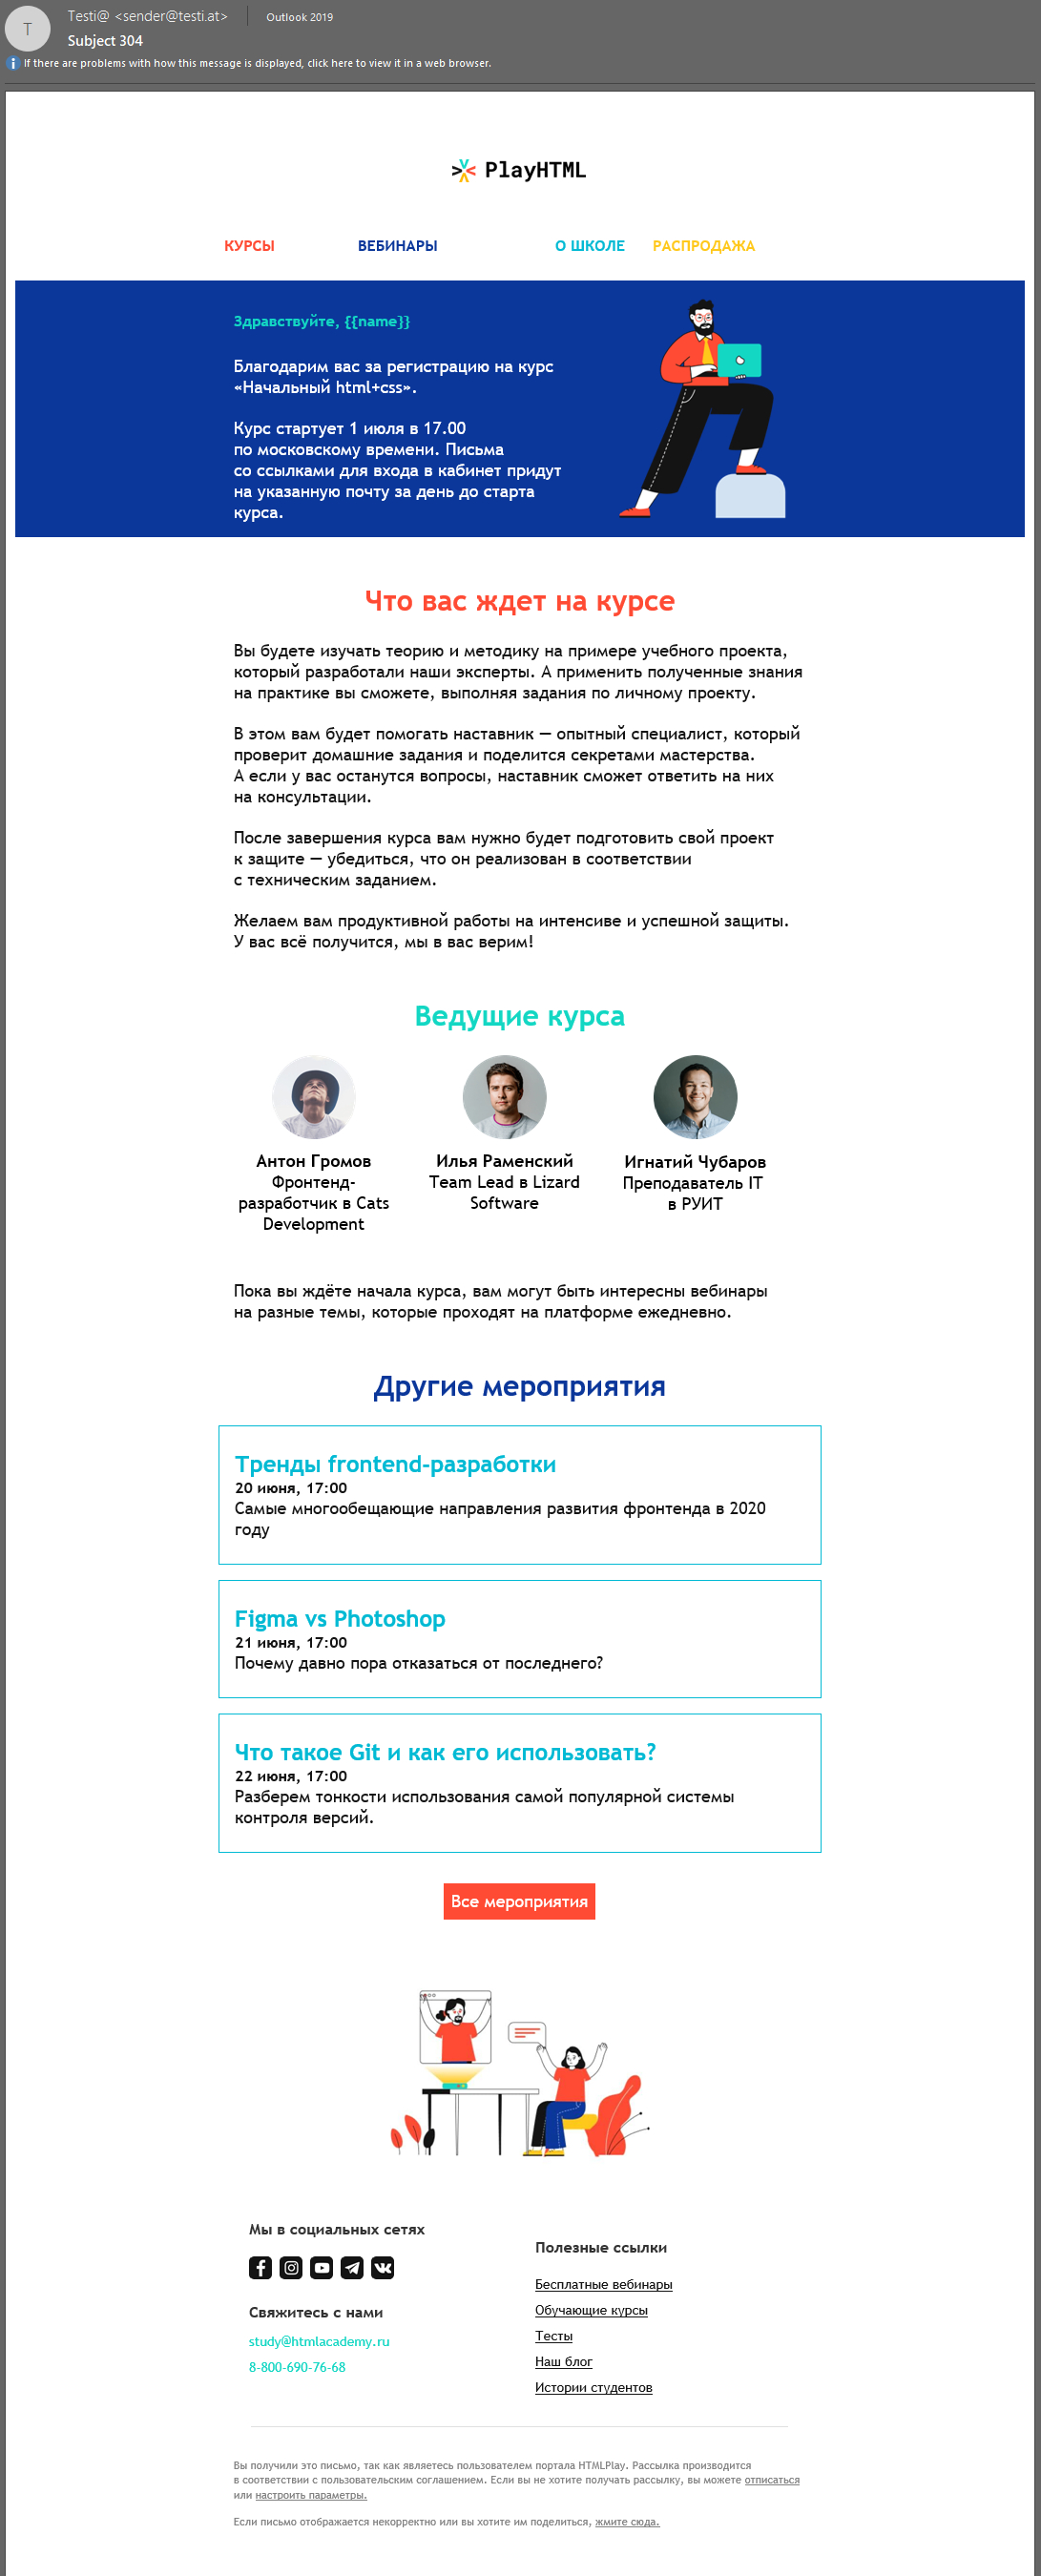 T
Testi@ <sender@testi.at>
Outlook 2019
Subject 304
If there are problems with how this message is displayed, click here to view it in a web browser.
PlayHTML
КУРСЫ ВЕБИНАРЫ О ШКОЛЕ РАСПРОДАЖА
Здравствуйте, {{name}}
Благодарим вас за регистрацию на курс
«Начальный html+css».
Курс стартует 1 июля в 17.00
по московскому времени. Письма
со ссылками для входа в кабинет придут
на указанную почту за день до старта
курса.
Что вас ждет на курсе
Вы будете изучать теорию и методику на примере учебного проекта,
который разработали наши эксперты. А применить полученные знания
на практике вы сможете, выполняя задания по личному проекту.
В этом вам будет помогать наставник — опытный специалист, который
проверит домашние задания и поделится секретами мастерства.
А если у вас останутся вопросы, наставник сможет ответить на них
на консультации.
После завершения курса вам нужно будет подготовить свой проект
к защите — убедиться, что он реализован в соответствии
с техническим заданием.
Желаем вам продуктивной работы на интенсиве и успешной защиты.
У вас всё получится, мы в вас верим!
Ведущие курса
Антон Громов
Фронтенд-
разработчик в Cats
Development
Илья Раменский
Team Lead в Lizard
Software
Игнатий Чубаров
Преподаватель IT
в РУИТ
Пока вы ждёте начала курса, вам могут быть интересны вебинары
на разные темы, которые проходят на платформе ежедневно.
Другие мероприятия
Тренды frontend-разработки
20 июня, 17:00
Самые многообещающие направления развития фронтенда в 2020
году
Figma vs Photoshop
21 июня, 17:00
Почему давно пора отказаться от последнего?
Что такое Git и как его использовать?
22 июня, 17:00
Разберем тонкости использования самой популярной системы
контроля версий.
Все мероприятия
Мы в социальных сетях
Свяжитесь с нами
study@htmlacademy.ru
8-800-690-76-68
Полезные ссылки
Бесплатные вебинары
Обучающие курсы
Тесты
Наш блог
Истории студентов
Вы получили это письмо, так как являетесь пользователем портала HTMLPlay. Рассылка производится
в соответствии с пользовательским соглашением. Если вы не хотите получать рассылку, вы можете отписаться
или настроить параметры.
Если письмо отображается некорректно или вы хотите им поделиться, жмите сюда.